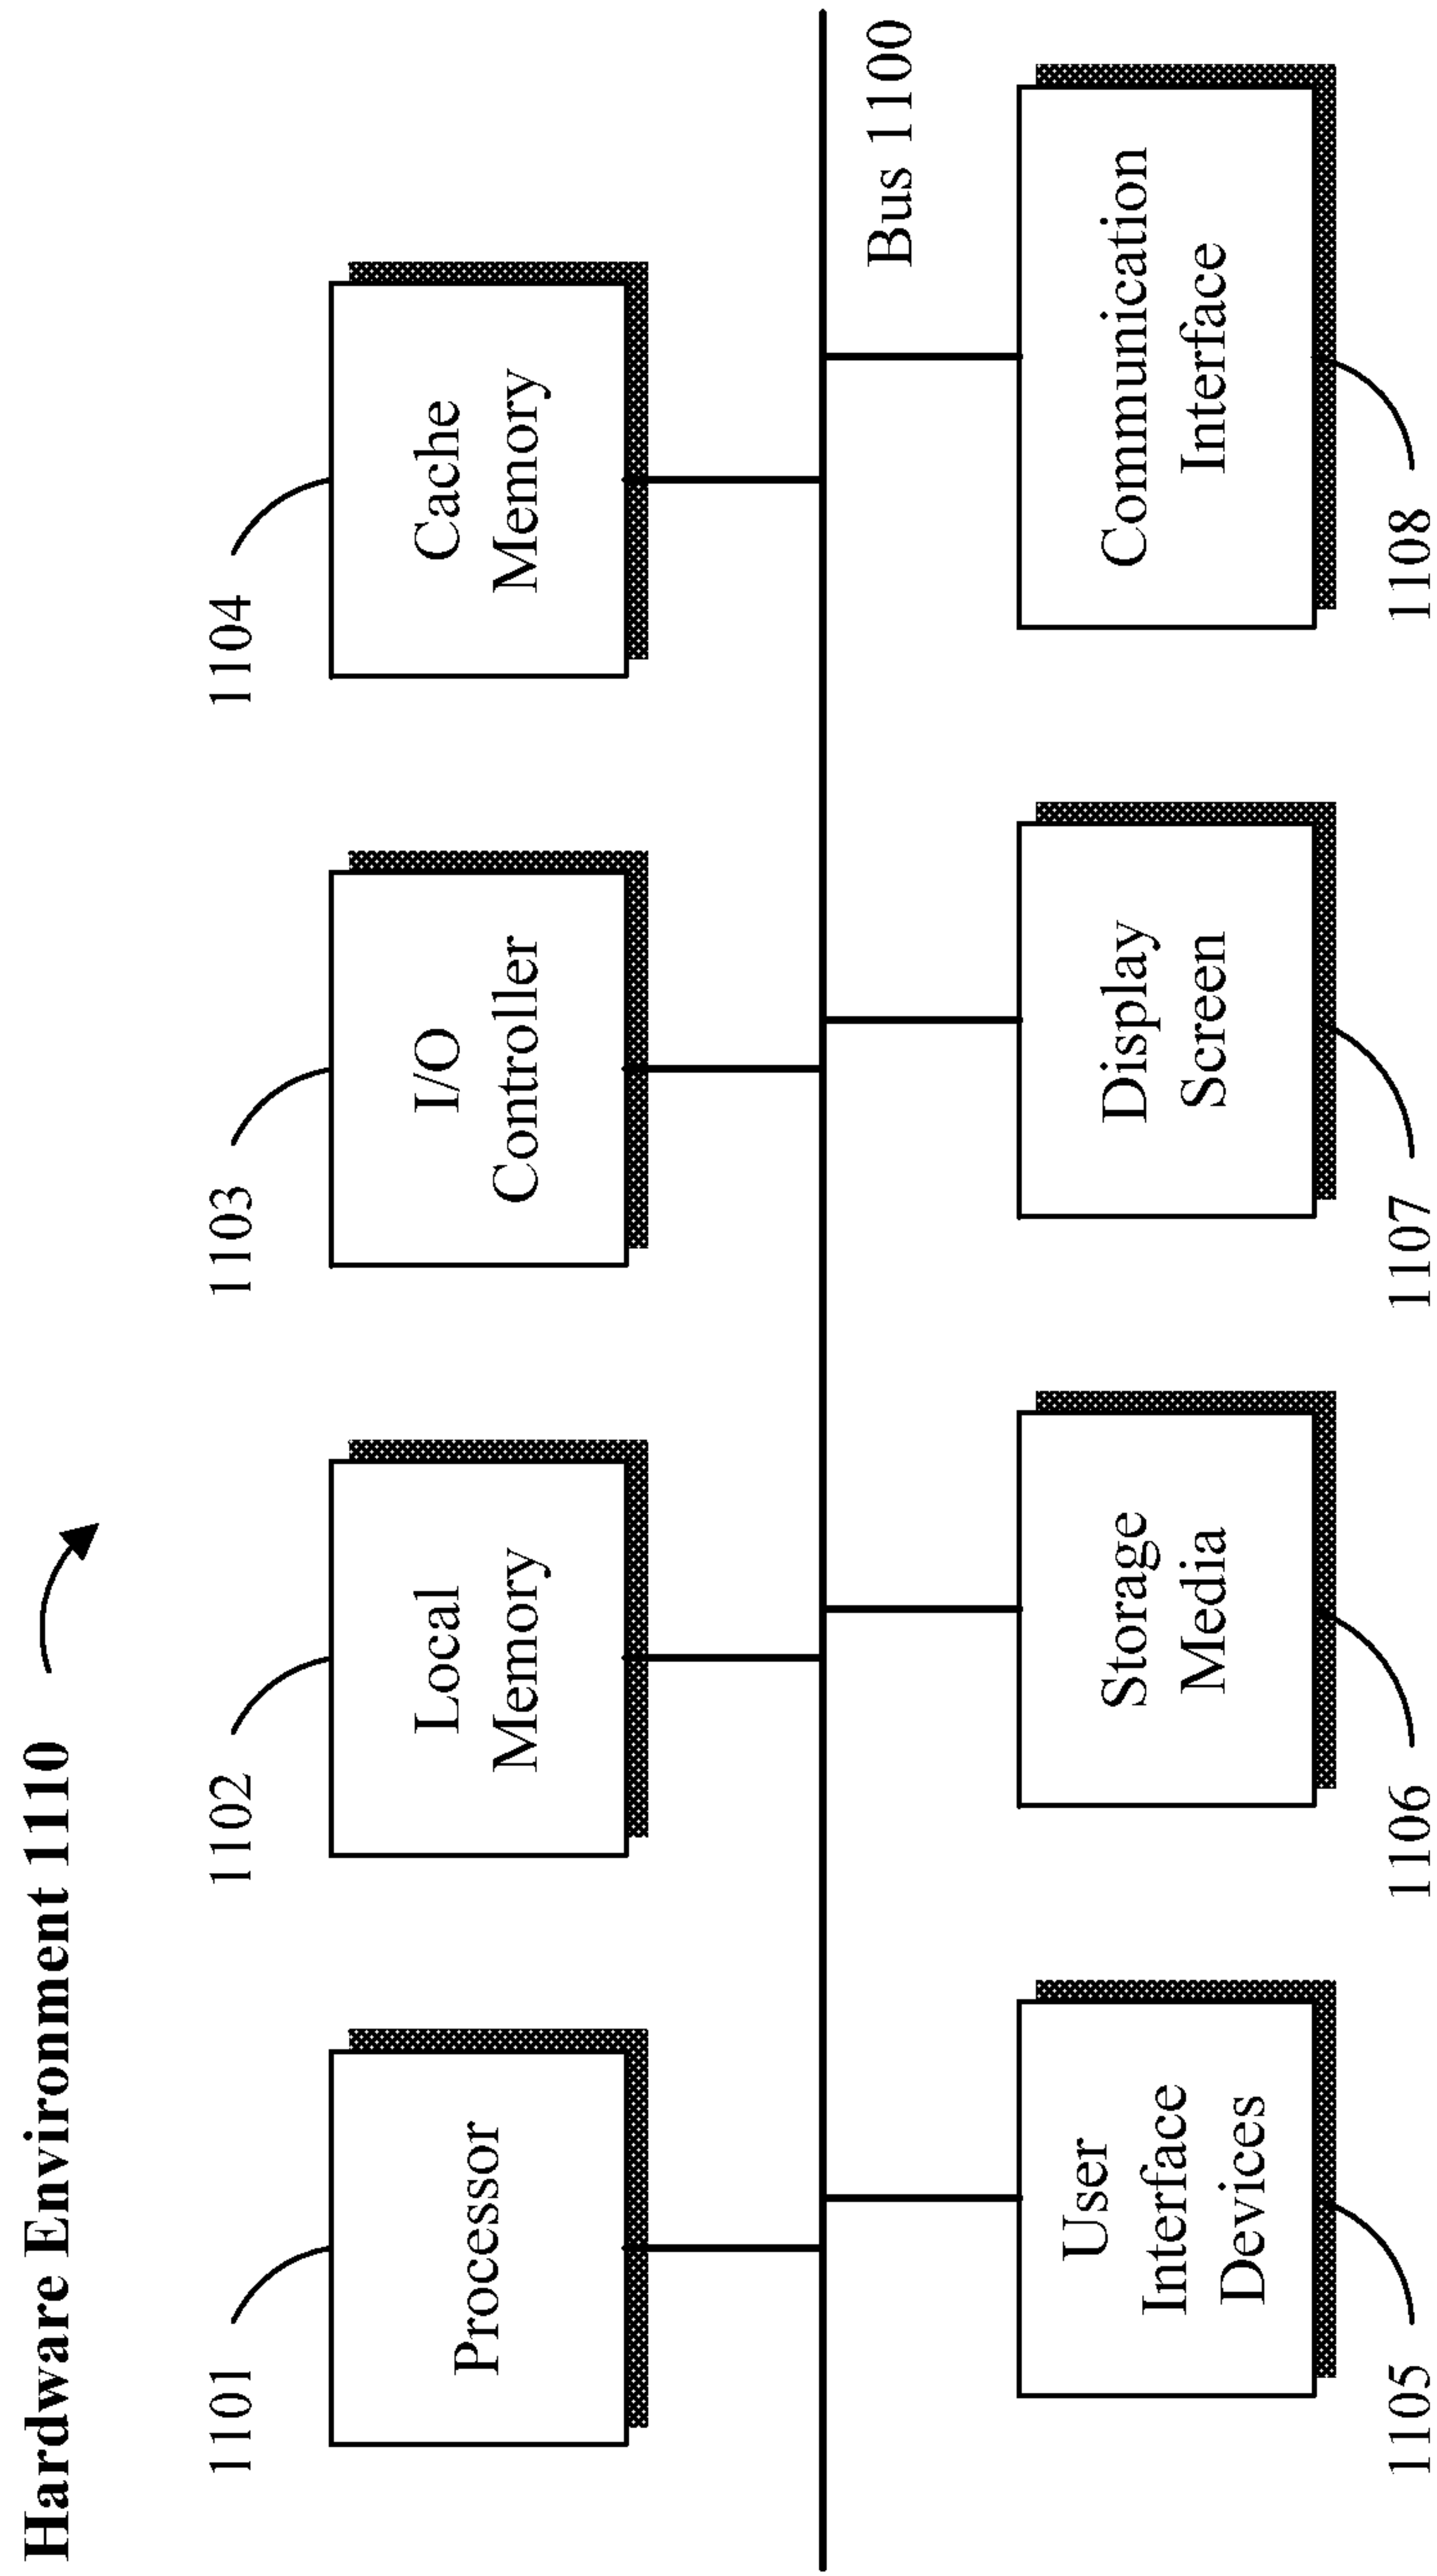 Hardware Environment 1110
1101
1102
1103
1104
Processor
Local
Memory
I/O
Controller
Cache
Memory
Bus 1100
User
Interface
Devices
Storage
Media
Display
Screen
Communication
Interface
1105
1106
1107
1108